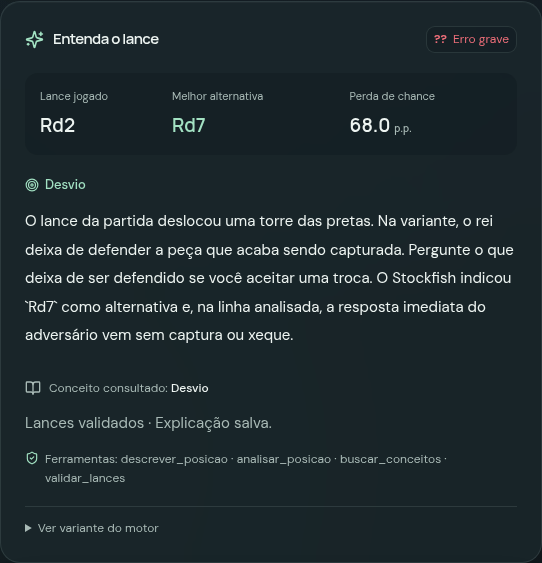 Entenda o lance
?? Erro grave
Lance jogado
Melhor alternativa
Perda de chance
Rd2
Rd7
68.0 p.p.
Desvio
O lance da partida deslocou uma torre das pretas. Na variante, o rei
deixa de defender a peça que acaba sendo capturada. Pergunte o que
deixa de ser defendido se você aceitar uma troca. O Stockfish indicou
`Rd7` como alternativa e, na linha analisada, a resposta imediata do
adversário vem sem captura ou xeque.
Conceito consultado: Desvio
Lances validados · Explicação salva.
Ferramentas: descrever_posicao · analisar_posicao · buscar_conceitos ·
validar_lances
Ver variante do motor